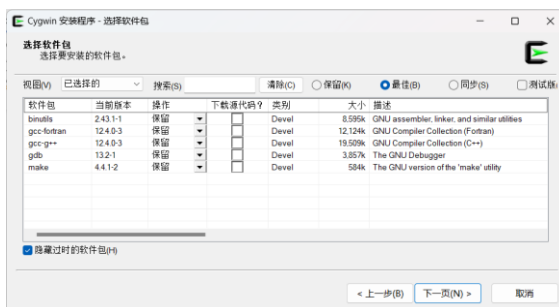 Cygwin 安装程序 - 选择软件包
选择软件包
选择要安装的软件包。
视图(V) 已选择的 搜索(S) 清除(C) 保留(K) 最佳(B) 同步(S) 测试版
软件包 当前版本 操作 下载源代码？ 类别 大小 描述
binutils 2.43.1-1 保留 Devel 8,595k GNU assembler, linker, and similar utilities
gcc-fortran 12.4.0-3 保留 Devel 12,124k GNU Compiler Collection (Fortran)
gcc-g++ 12.4.0-3 保留 Devel 19,509k GNU Compiler Collection (C++)
gdb 13.2-1 保留 Devel 3,857k The GNU Debugger
make 4.4.1-2 保留 Devel 584k The GNU version of the 'make' utility
隐藏过时的软件包(H)
< 上一步(B) 下一页(N) > 取消